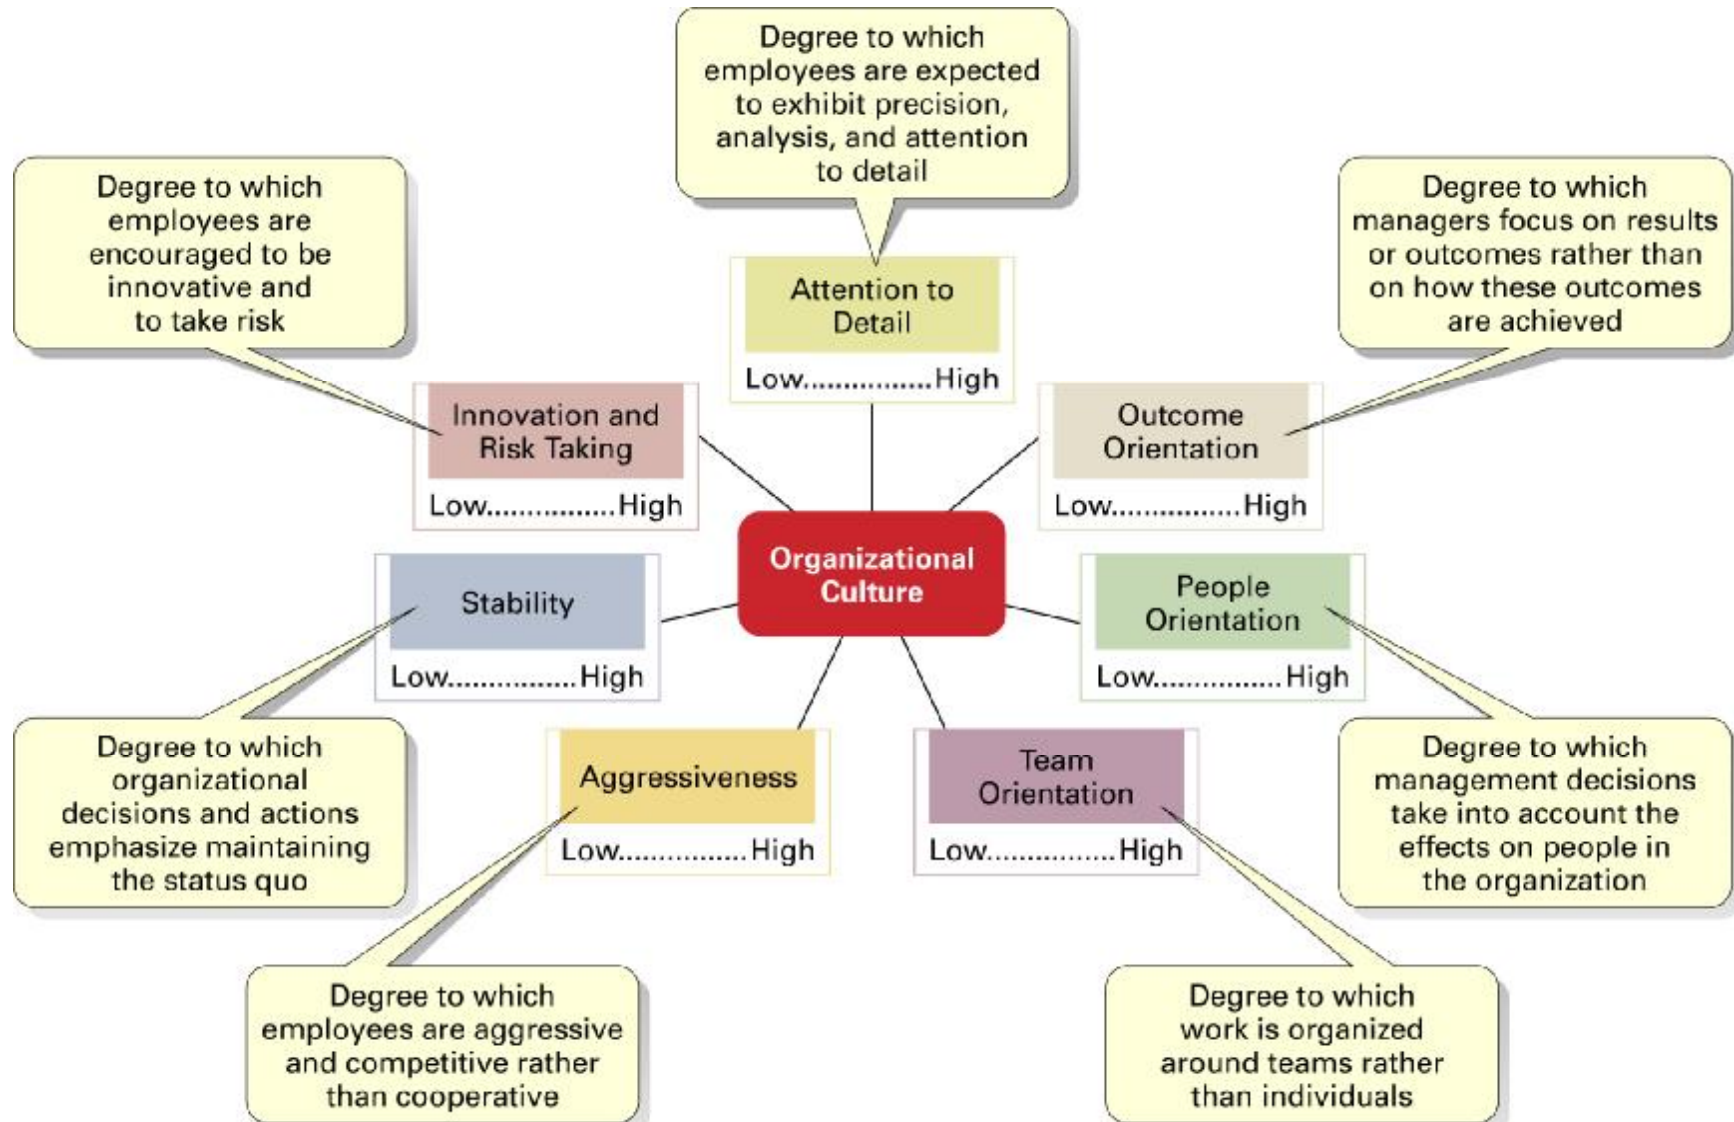 Degree to which
employees are expected
to exhibit precision,
analysis, and attention
to detail
Degree to which
employees are
encouraged to be
innovative and
to take risk
Degree to which
managers focus on results
or outcomes rather than
on how these outcomes
are achieved
Attention to
Detail
Low................High
Innovation and
Risk Taking
Low................High
Outcome
Orientation
Low................High
Organizational
Culture
Stability
Low................High
People
Orientation
Low................High
Aggressiveness
Low................High
Team
Orientation
Low................High
Degree to which
organizational
decisions and actions
emphasize maintaining
the status quo
Degree to which
management decisions
take into account the
effects on people in
the organization
Degree to which
employees are aggressive
and competitive rather
than cooperative
Degree to which
work is organized
around teams rather
than individuals